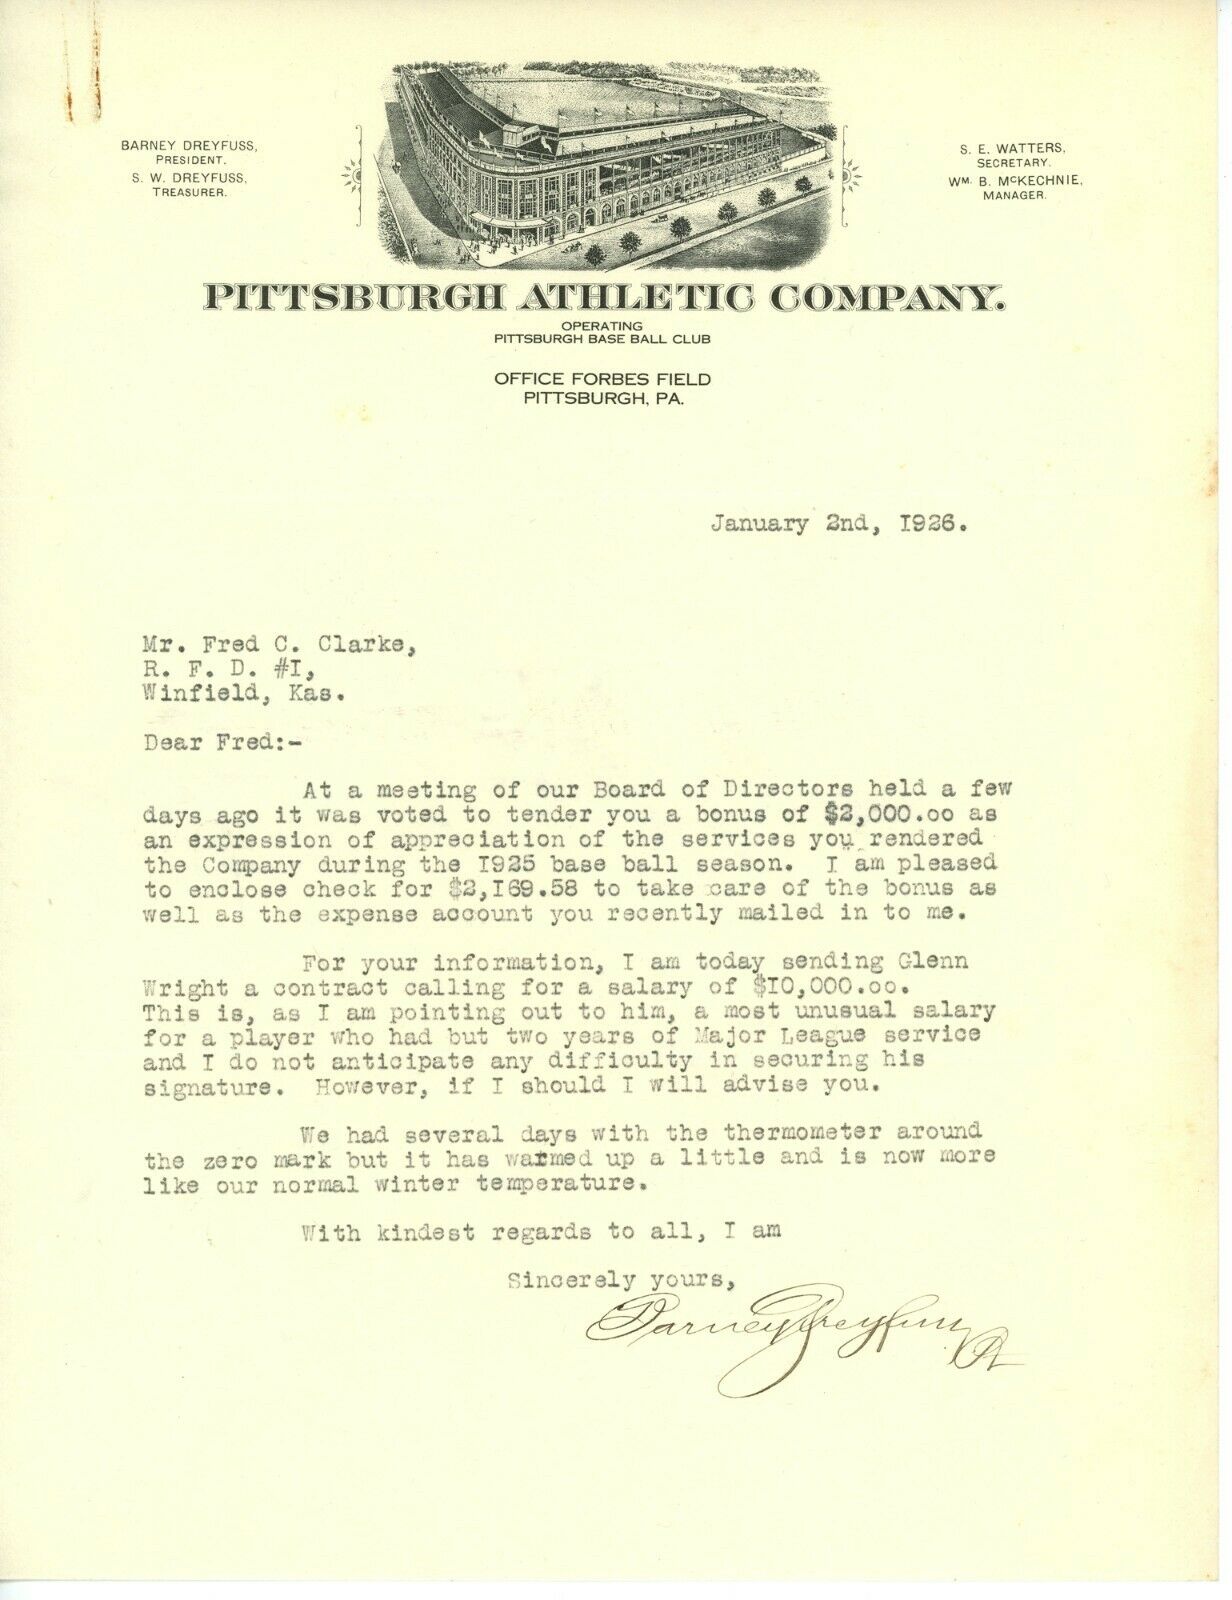 BARNEY DREYFUSS,
PRESIDENT.
S. W. DREYFUSS,
TREASURER.
S. E. WATTERS,
SECRETARY.
WM. B. McKECHNIE,
MANAGER.
PITTSBURGH ATHLETIC COMPANY.
OPERATING
PITTSBURGH BASE BALL CLUB
OFFICE FORBES FIELD
PITTSBURGH, PA.
January 2nd, I926.
Mr. Fred C. Clarke,
R. F. D. #I,
Winfield, Kas.
Dear Fred:-
At a meeting of our Board of Directors held a few
days ago it was voted to tender you a bonus of $2,000.oo as
an expression of appreciation of the services you rendered
the Company during the I925 base ball season. I am pleased
to enclose check for $2,I69.58 to take care of the bonus as
well as the expense account you recently mailed in to me.
For your information, I am today sending Glenn
Wright a contract calling for a salary of $I0,000.oo.
This is, as I am pointing out to him, a most unusual salary
for a player who had but two years of Major League service
and I do not anticipate any difficulty in securing his
signature. However, if I should I will advise you.
We had several days with the thermometer around
the zero mark but it has warmed up a little and is now more
like our normal winter temperature.
With kindest regards to all, I am
Sincerely yours,
Barney Dreyfuss